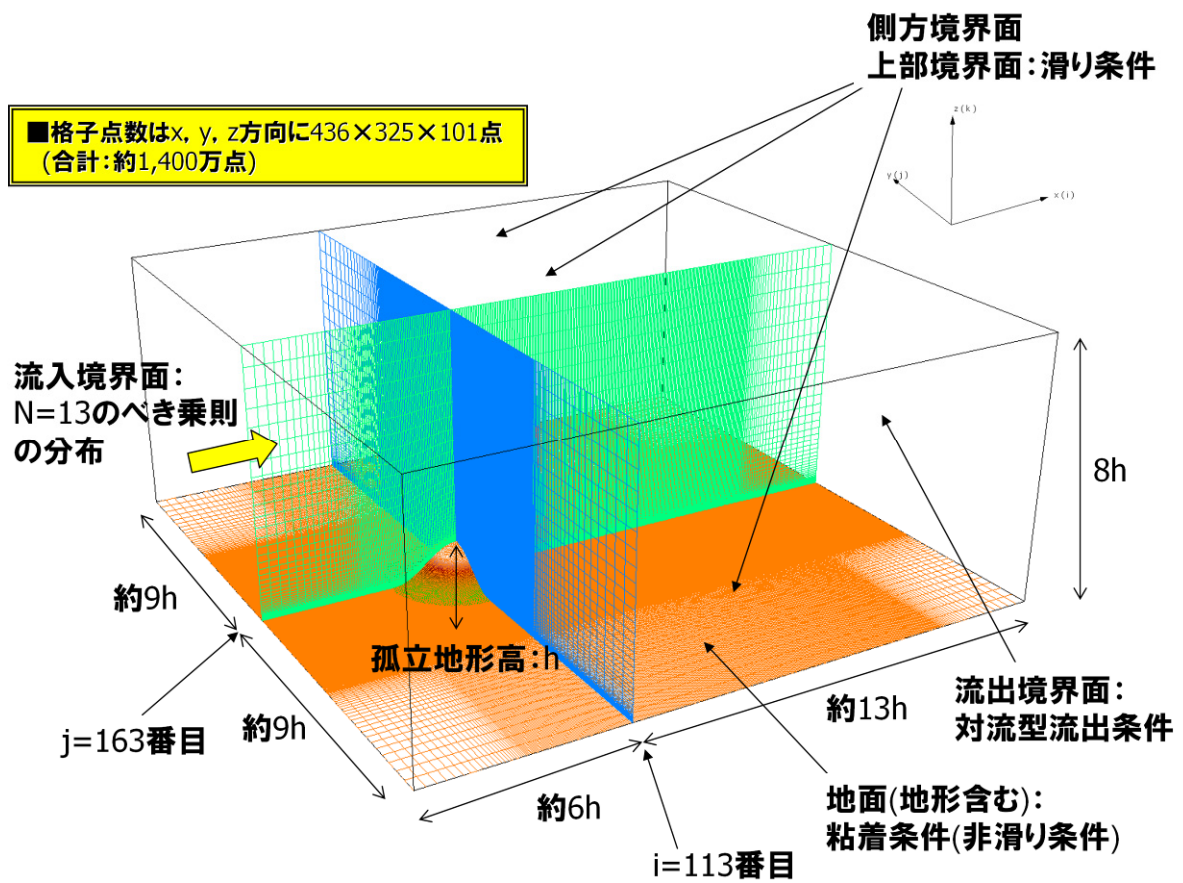 側方境界面
上部境界面：滑り条件
■格子点数はx, y, z方向に436×325×101点
(合計：約1,400万点)
z(k)
y(j)
x(i)
流入境界面：
N=13のべき乗則
の分布
8h
約9h
孤立地形高：h
約9h
j=163番目
約6h
i=113番目
約13h
流出境界面：
対流型流出条件
地面(地形含む)：
粘着条件(非滑り条件)